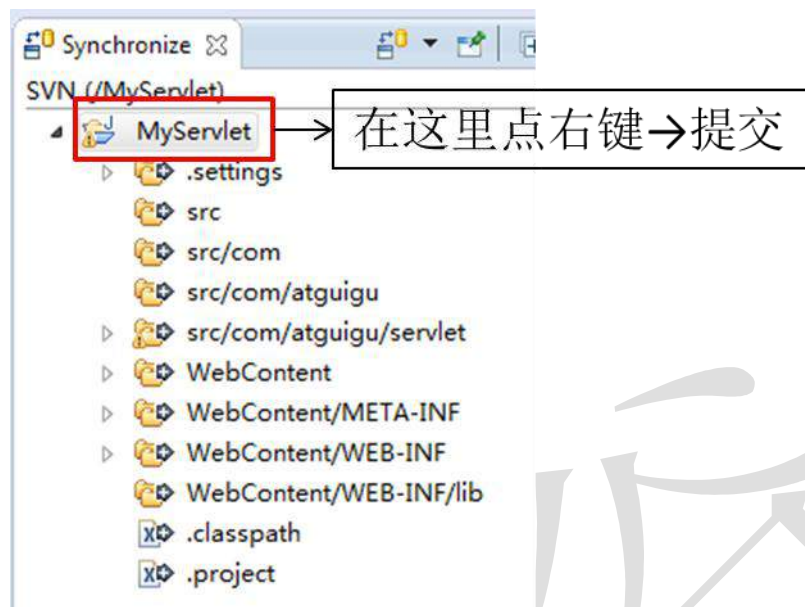 Synchronize
SVN (/MyServlet)
MyServlet
在这里点右键→提交
.settings
src
src/com
src/com/atguigu
src/com/atguigu/servlet
WebContent
WebContent/META-INF
WebContent/WEB-INF
WebContent/WEB-INF/lib
.classpath
.project